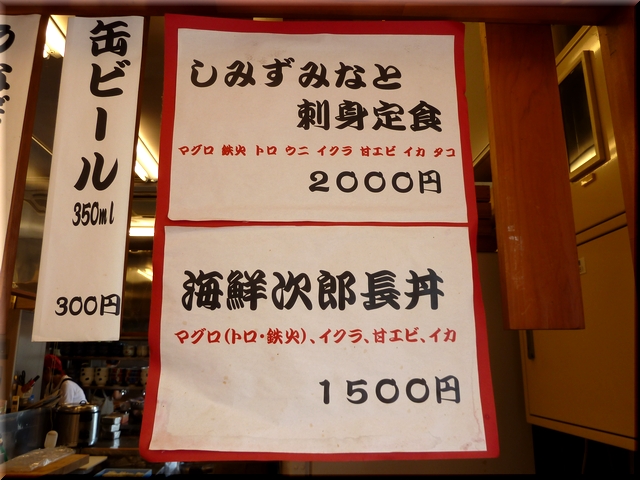 しみずみなと
刺身定食
マグロ 鉄火 トロ ウニ イクラ 甘エビ イカ タコ
2000円
海鮮次郎長丼
マグロ(トロ・鉄火)、イクラ、甘エビ、イカ
1500円
缶ビール
350ml
300円